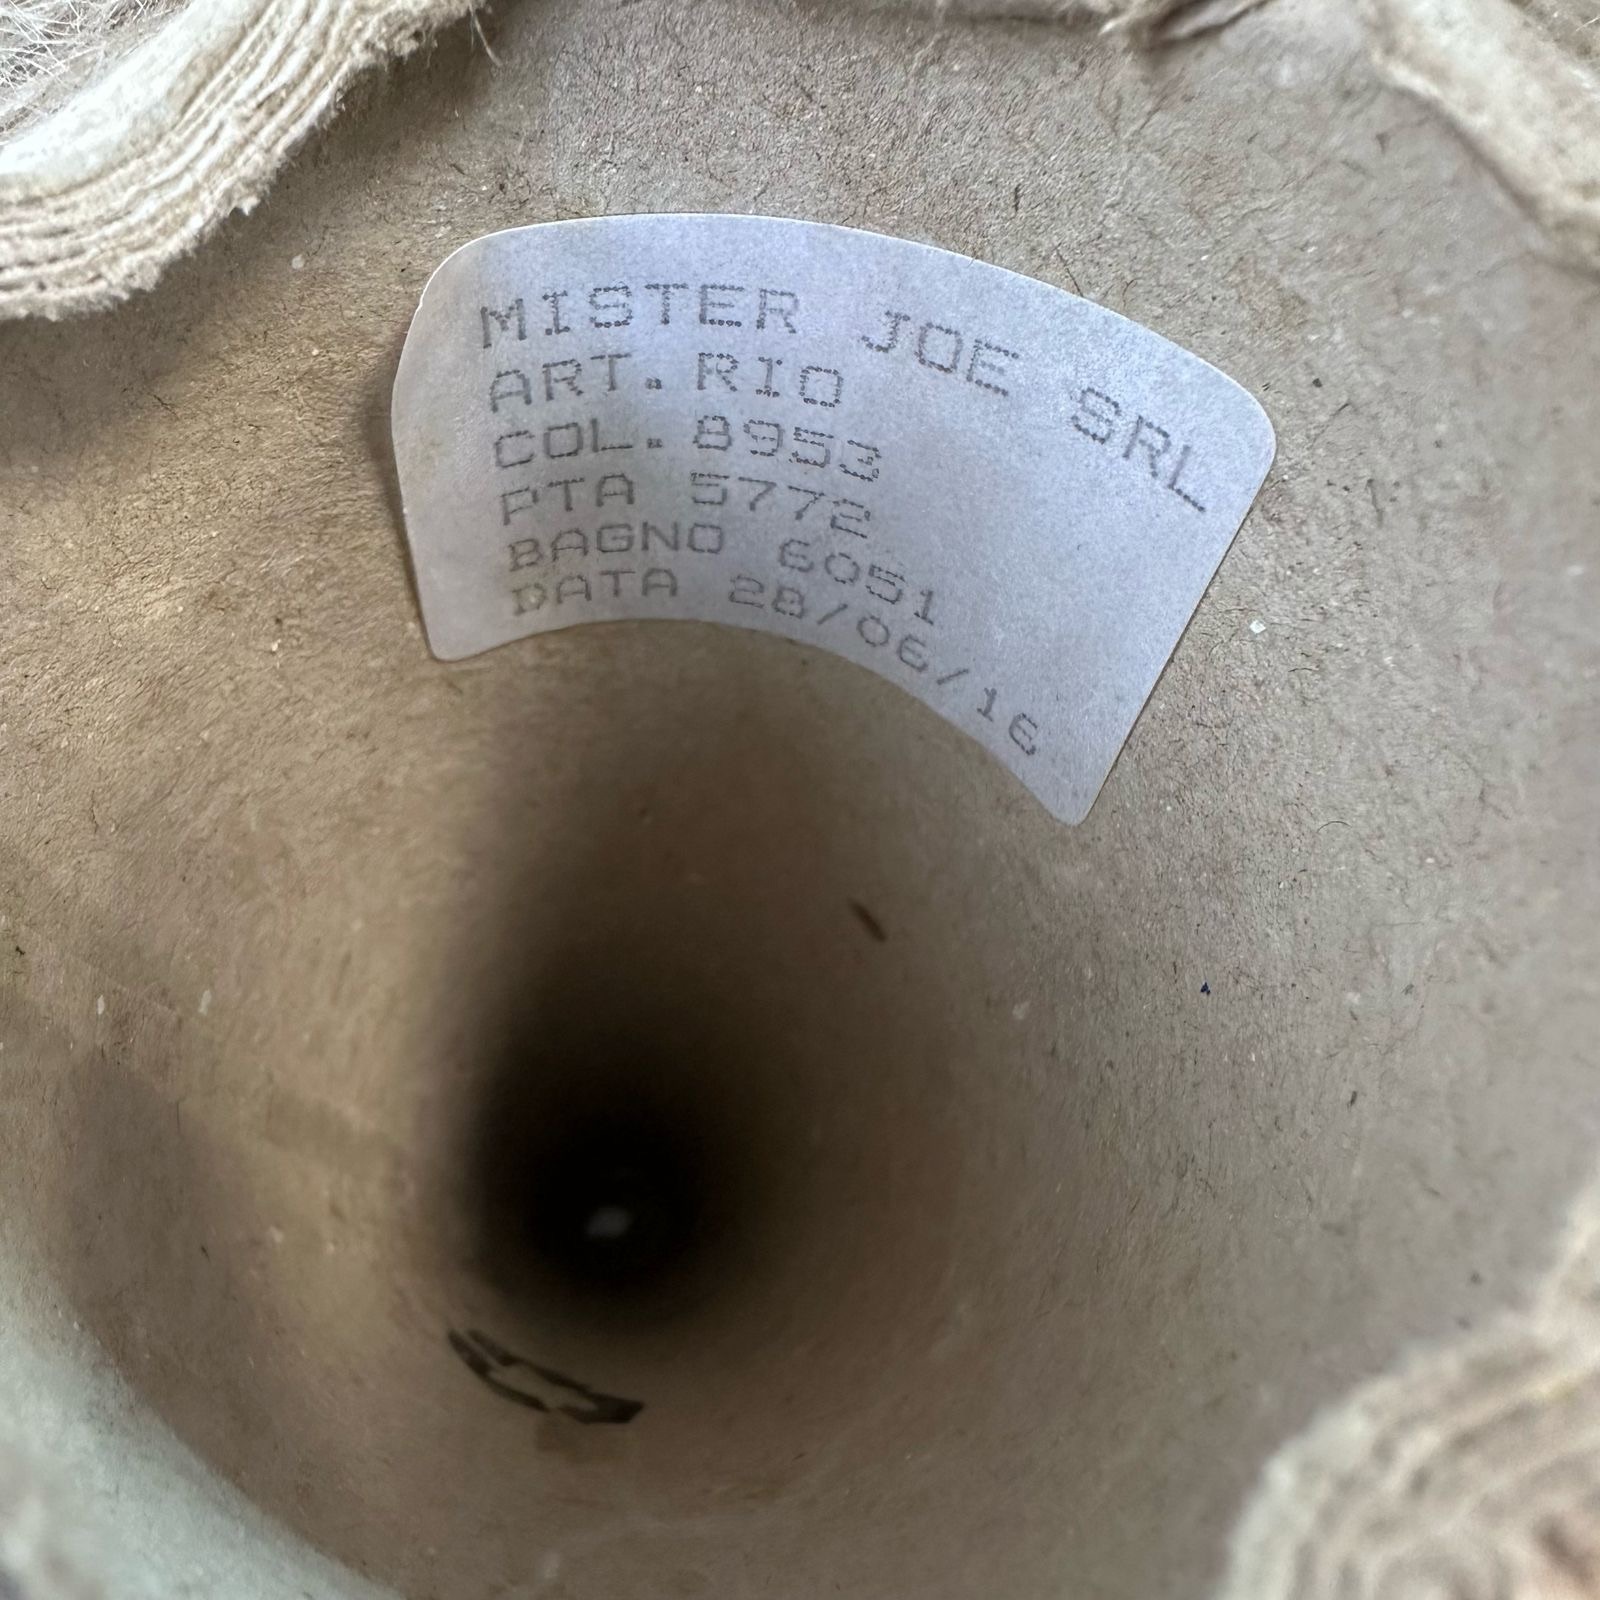 MISTER JOE SRL
ART. RIO
COL. 8953
PTA 5772
BAGNO 6051
DATA 28/06/16